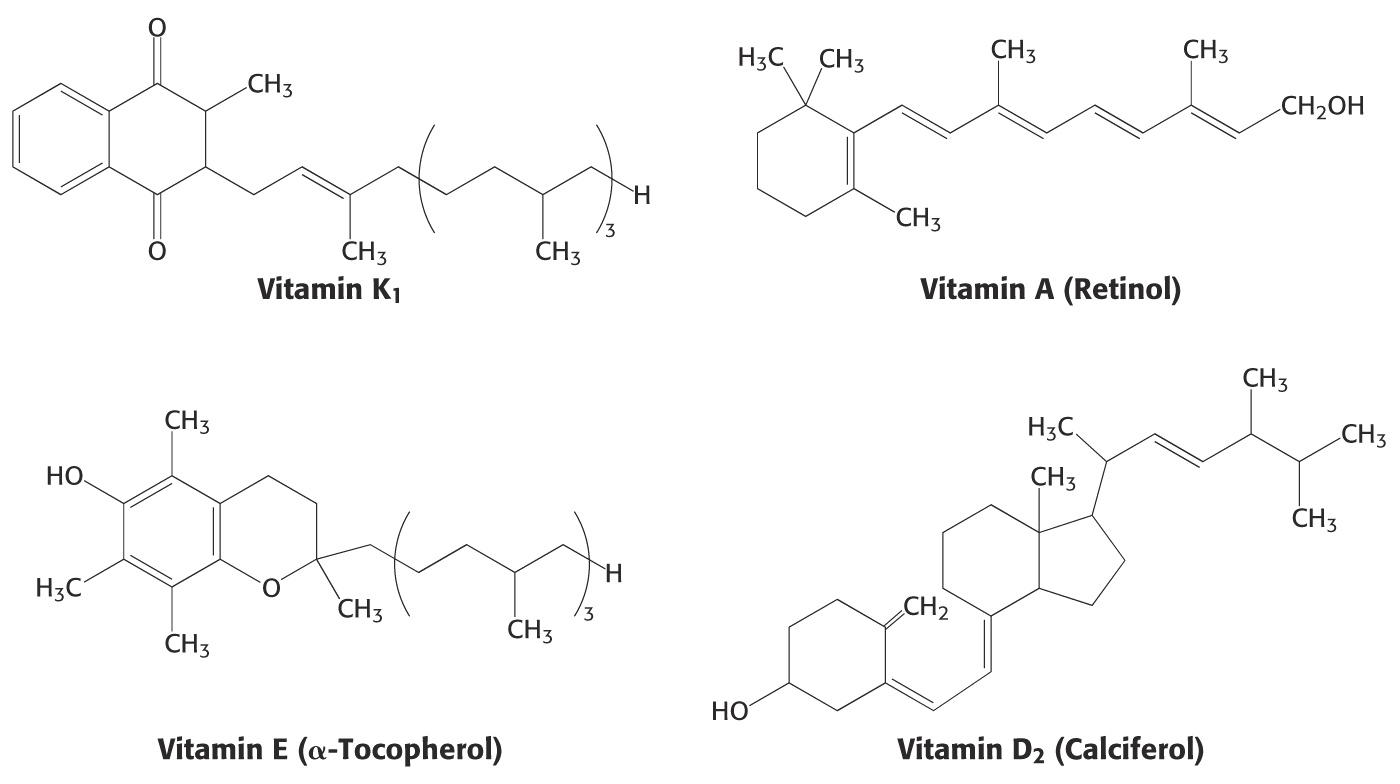 O
CH₃
O
CH₃
CH₃
3
H
Vitamin K₁
H₃C
CH₃
CH₃
CH₃
CH₂OH
CH₃
Vitamin A (Retinol)
CH₃
HO
H₃C
O
CH₃
CH₃
CH₃
3
H
Vitamin E (α-Tocopherol)
CH₃
H₃C
CH₃
CH₃
CH₃
CH₂
HO
Vitamin D₂ (Calciferol)